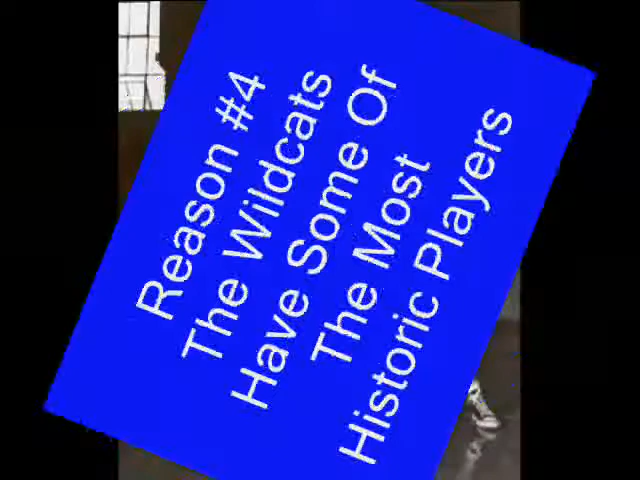 Reason #4
The Wildcats
Have Some Of
The Most
Historic Players